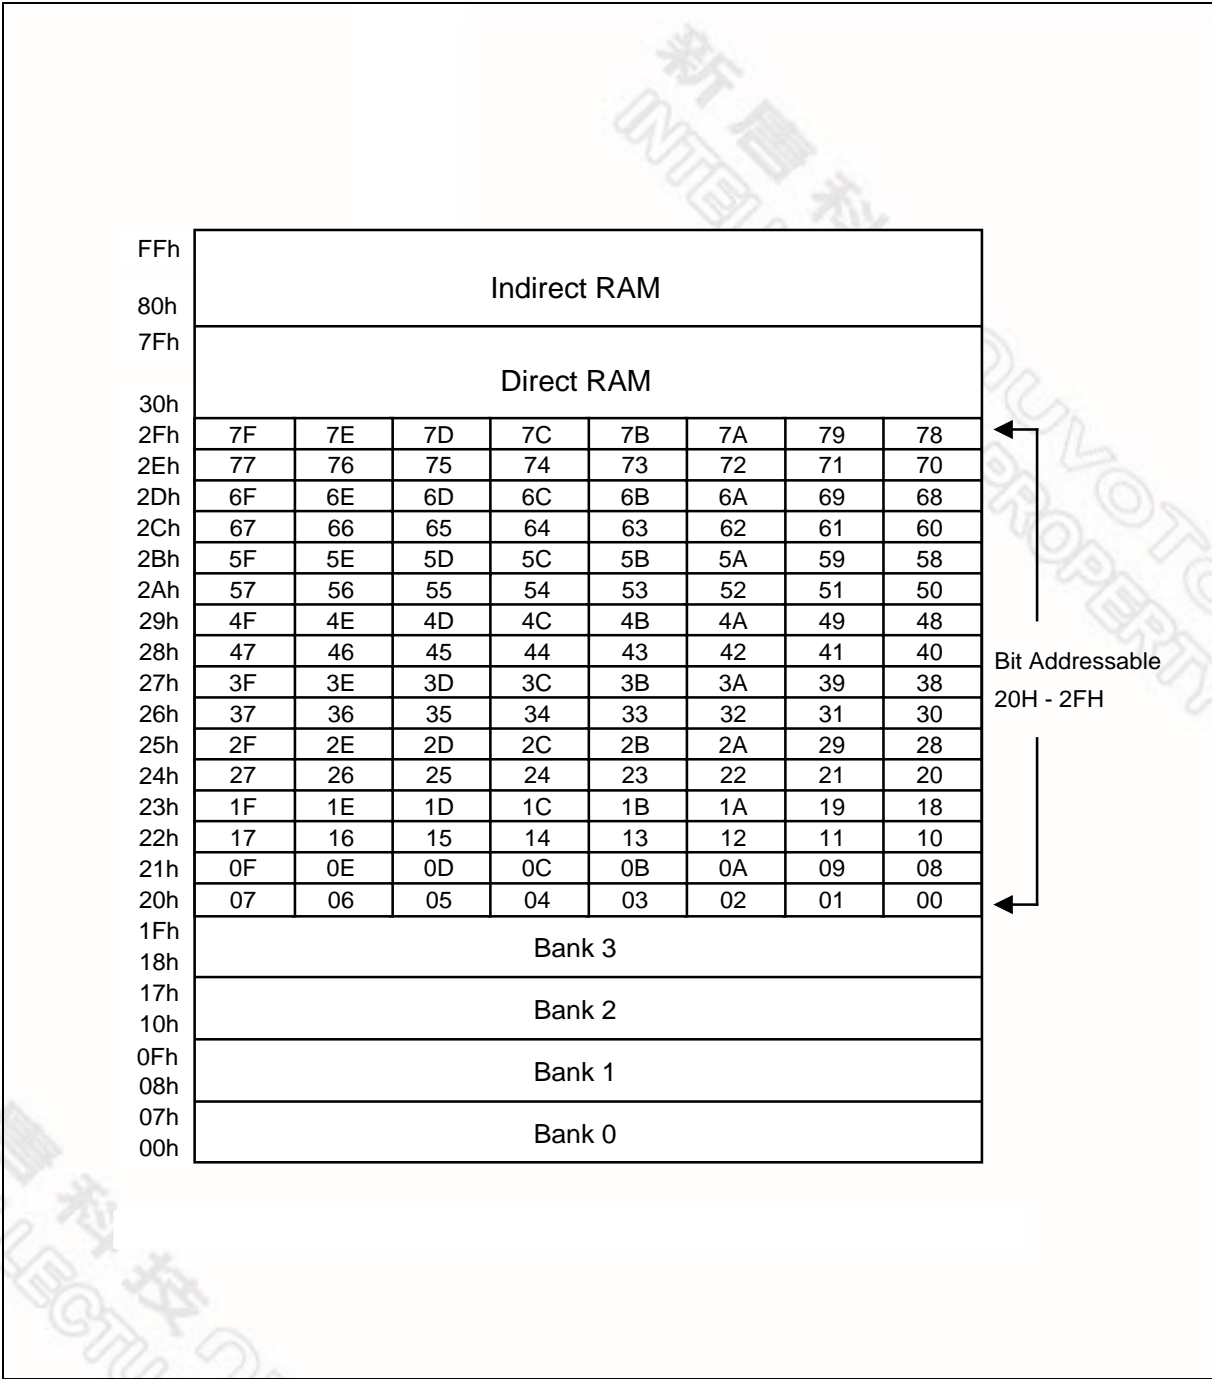 新 唐 科
INTELL
FFh
Indirect RAM
80h
7Fh
Direct RAM
30h
2Fh 7F 7E 7D 7C 7B 7A 79 78
2Eh 77 76 75 74 73 72 71 70
2Dh 6F 6E 6D 6C 6B 6A 69 68
2Ch 67 66 65 64 63 62 61 60
2Bh 5F 5E 5D 5C 5B 5A 59 58
2Ah 57 56 55 54 53 52 51 50
29h 4F 4E 4D 4C 4B 4A 49 48
28h 47 46 45 44 43 42 41 40
27h 3F 3E 3D 3C 3B 3A 39 38
26h 37 36 35 34 33 32 31 30
25h 2F 2E 2D 2C 2B 2A 29 28
24h 27 26 25 24 23 22 21 20
23h 1F 1E 1D 1C 1B 1A 19 18
22h 17 16 15 14 13 12 11 10
21h 0F 0E 0D 0C 0B 0A 09 08
20h 07 06 05 04 03 02 01 00
Bit Addressable
20H - 2FH
1Fh
Bank 3
18h
17h
Bank 2
10h
0Fh
Bank 1
08h
07h
Bank 0
00h
PROPERTY
科 技